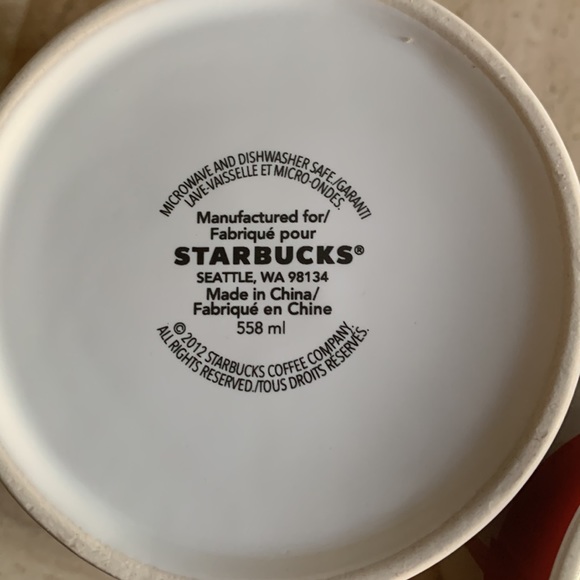 MICROWAVE AND DISHWASHER SAFE./GARANTI
LAVE-VAISSELLE ET MICRO-ONDES.
Manufactured for/
Fabriqué pour
STARBUCKS®
SEATTLE, WA 98134
Made in China/
Fabriqué en Chine
558 ml
© 2012 STARBUCKS COFFEE COMPANY.
ALL RIGHTS RESERVED./TOUS DROITS RÉSERVÉS.